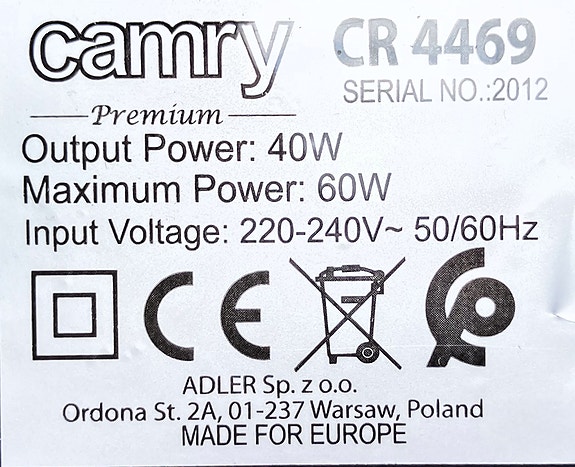 camry CR 4469
SERIAL NO.:2012
Premium
Output Power: 40W
Maximum Power: 60W
Input Voltage: 220-240V~ 50/60Hz
CE
ADLER Sp. z o.o.
Ordona St. 2A, 01-237 Warsaw, Poland
MADE FOR EUROPE